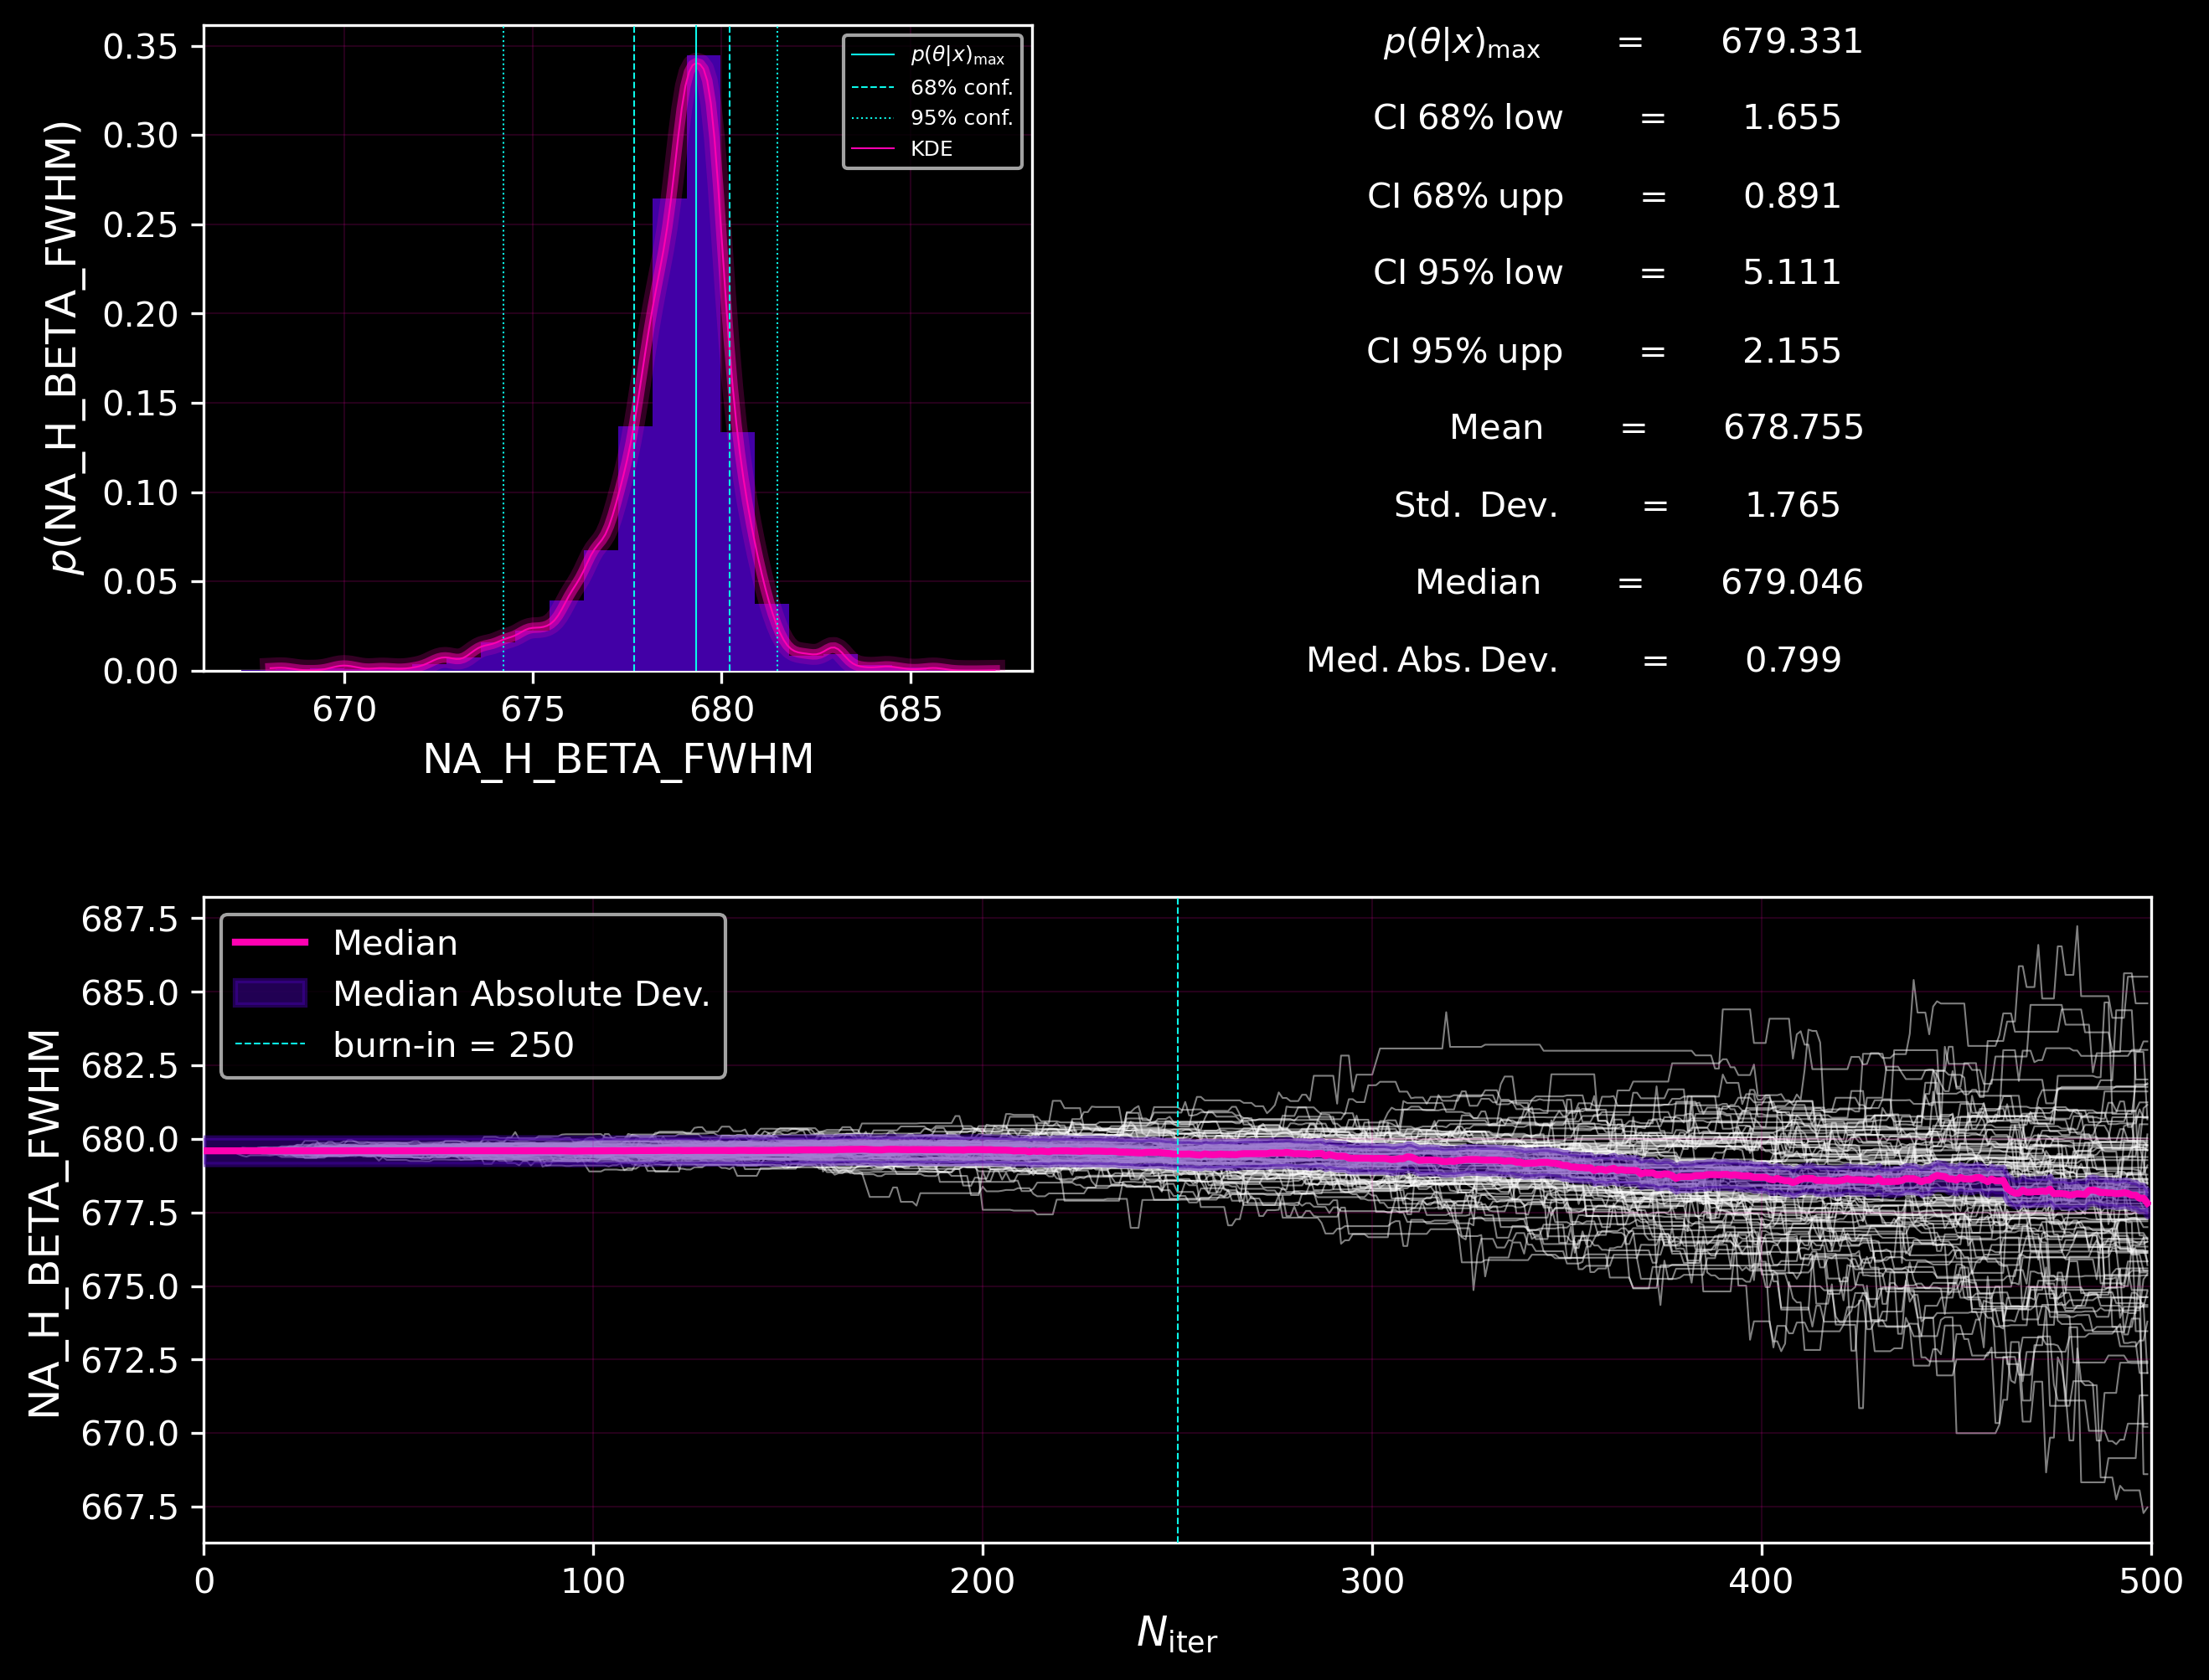 p(NA_H_BETA_FWHM)
0.35
0.30
0.25
0.20
0.15
0.10
0.05
0.00
670 675 680 685
NA_H_BETA_FWHM
p(θ|x)max
68% conf.
95% conf.
KDE
p(θ|x)max = 679.331
CI 68% low = 1.655
CI 68% upp = 0.891
CI 95% low = 5.111
CI 95% upp = 2.155
Mean = 678.755
Std. Dev. = 1.765
Median = 679.046
Med. Abs. Dev. = 0.799
NA_H_BETA_FWHM
687.5
685.0
682.5
680.0
677.5
675.0
672.5
670.0
667.5
Median
Median Absolute Dev.
burn-in = 250
0 100 200 300 400 500
Niter